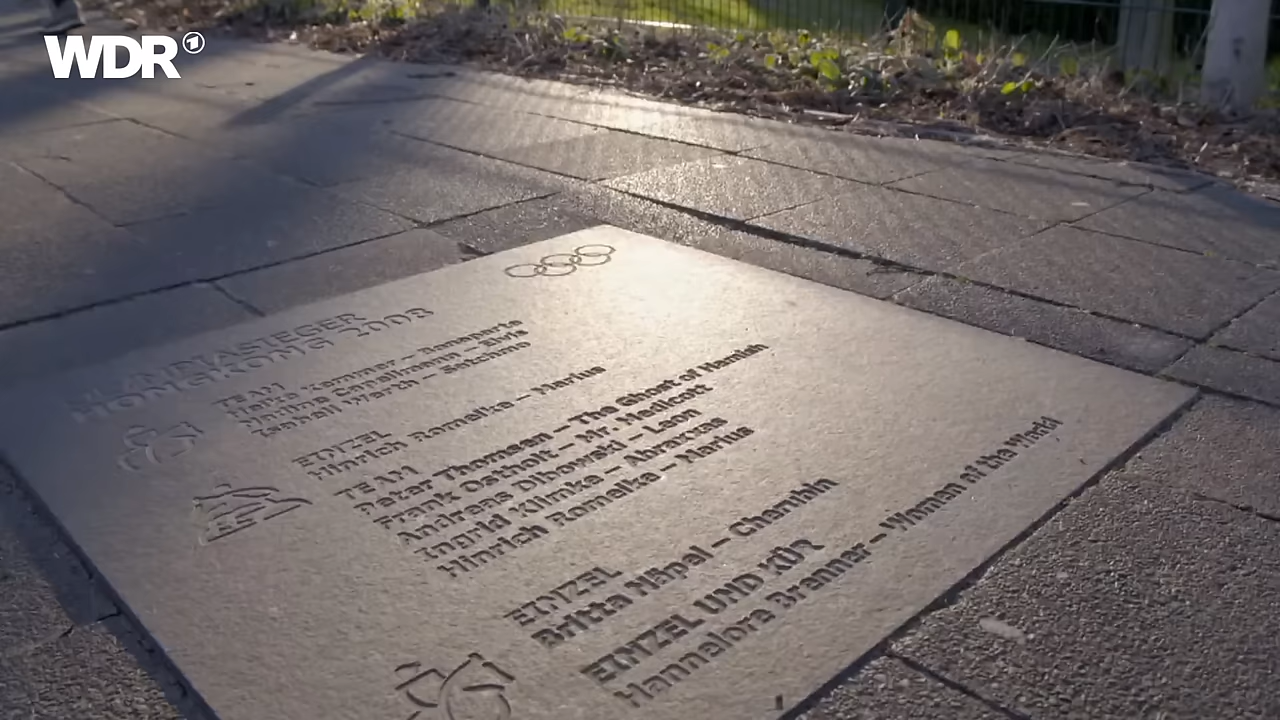 WDR
OLYMPIASIEGER
HONGKONG 2008
TEAM
Heike Kemmer – Bonaparte
Nadine Capellmann – Elvis
Isabell Werth – Satchmo
EINZEL
Hinrich Romeike – Marius
TEAM
Peter Thomsen – The Ghost of Hamish
Frank Ostholt – Mr. Medicott
Andreas Dibowski – Leon
Ingrid Klimke – Abraxxas
Hinrich Romeike – Marius
EINZEL
Britta Näpel – Cherubin
EINZEL UND KÜR
Hannelore Brenner – Women of the World